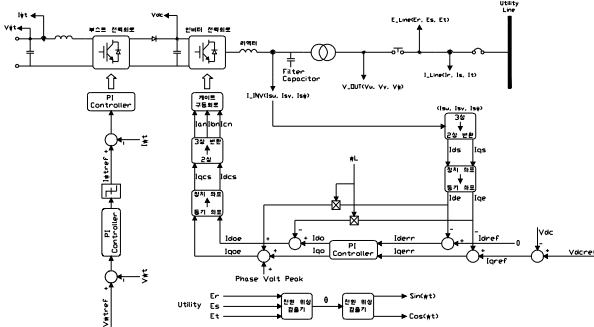 Utility
Line
E_Line(Er, Es, Et)
I_Line(Ir, Is, It)
V_OUT(Vu, Vv, Vw)
Vdc
부스트 전력회로
인버터 전력회로
리액터
Filter
Capacitor
I_INV(Isu, Isv, Isw)
(Isu, Isv, Isw)
PI
Controller
게이트
구동회로
Ian Ibn Icn
3상 변환
2상
3상
2상 변환
Iqcs
Idcs
Ids
Iqs
정지 좌표
동기 좌표
정지 좌표
동기 좌표
Ide
Iqe
PI
Controller
Idoe
Iqoe
Ido
Iqo
PI
Controller
Iderr
Iqerr
Idref
0
Iqref
Vdc
Vdcref
Phase Volt Peak
Utility
Er
Es
Et
전원 위상
검출기
θ
전원 위상
검출기
Sin(wt)
Cos(wt)